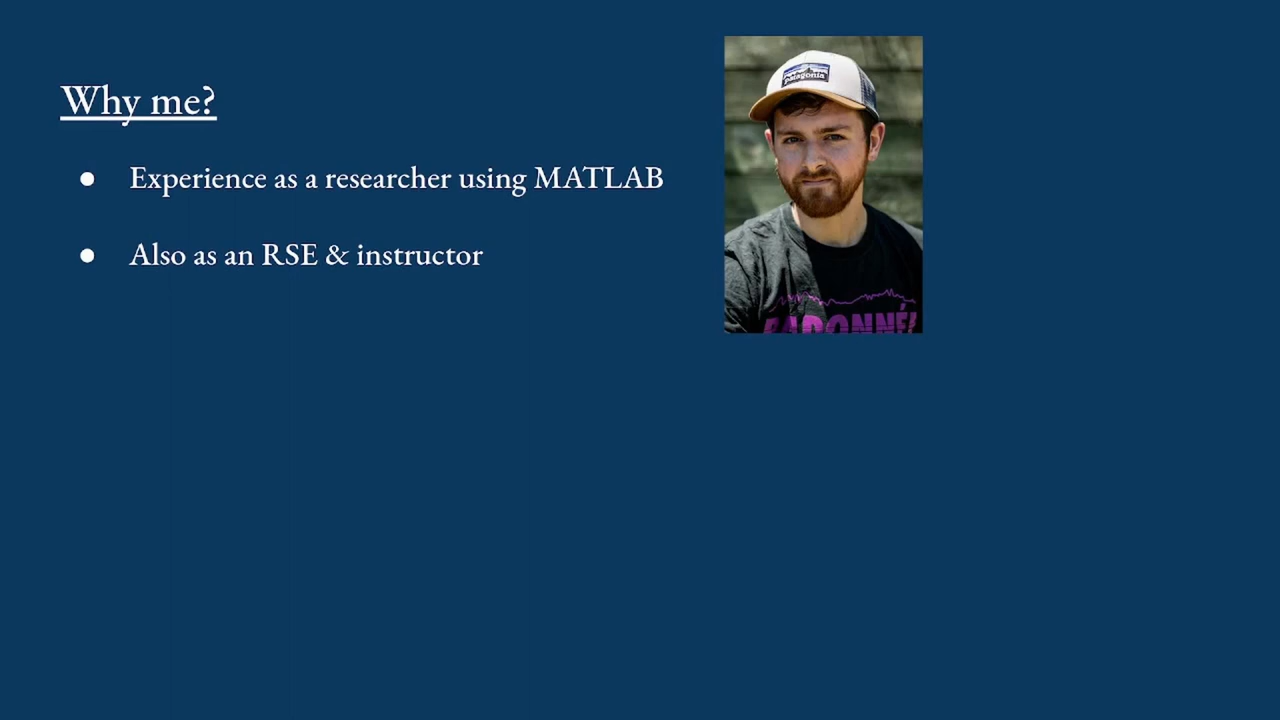 Why me?
● Experience as a researcher using MATLAB
● Also as an RSE & instructor
patagonia